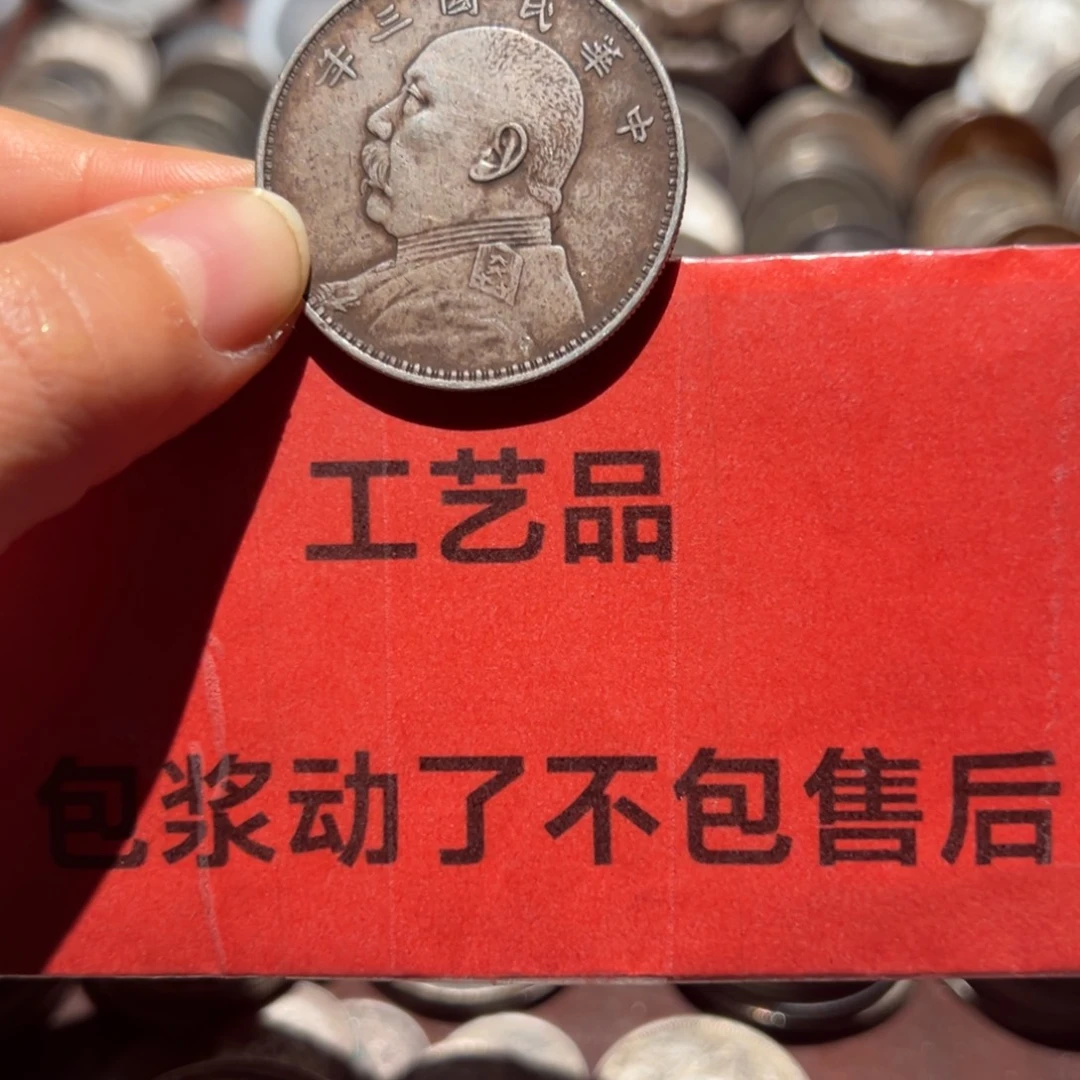 年三國民華中
工艺品
包浆动了不包售后